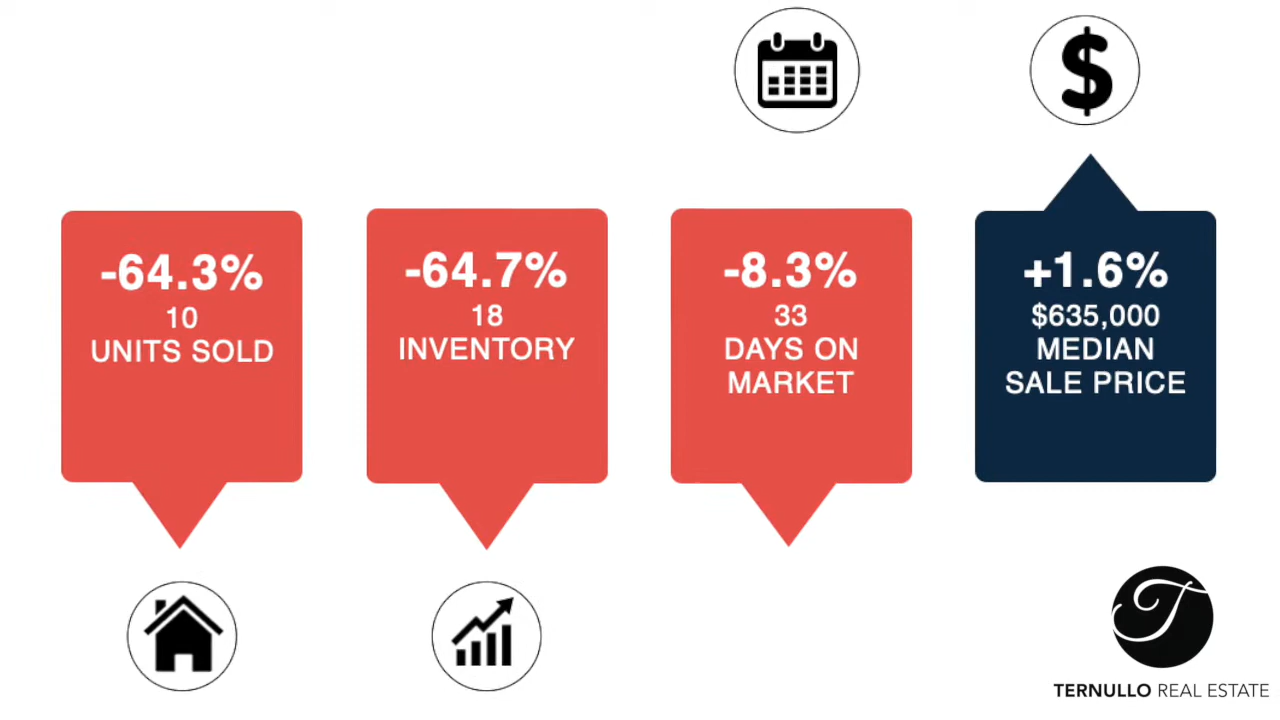 -64.3%
10
UNITS SOLD
-64.7%
18
INVENTORY
-8.3%
33
DAYS ON
MARKET
+1.6%
$635,000
MEDIAN
SALE PRICE
T
TERNULLO REAL ESTATE